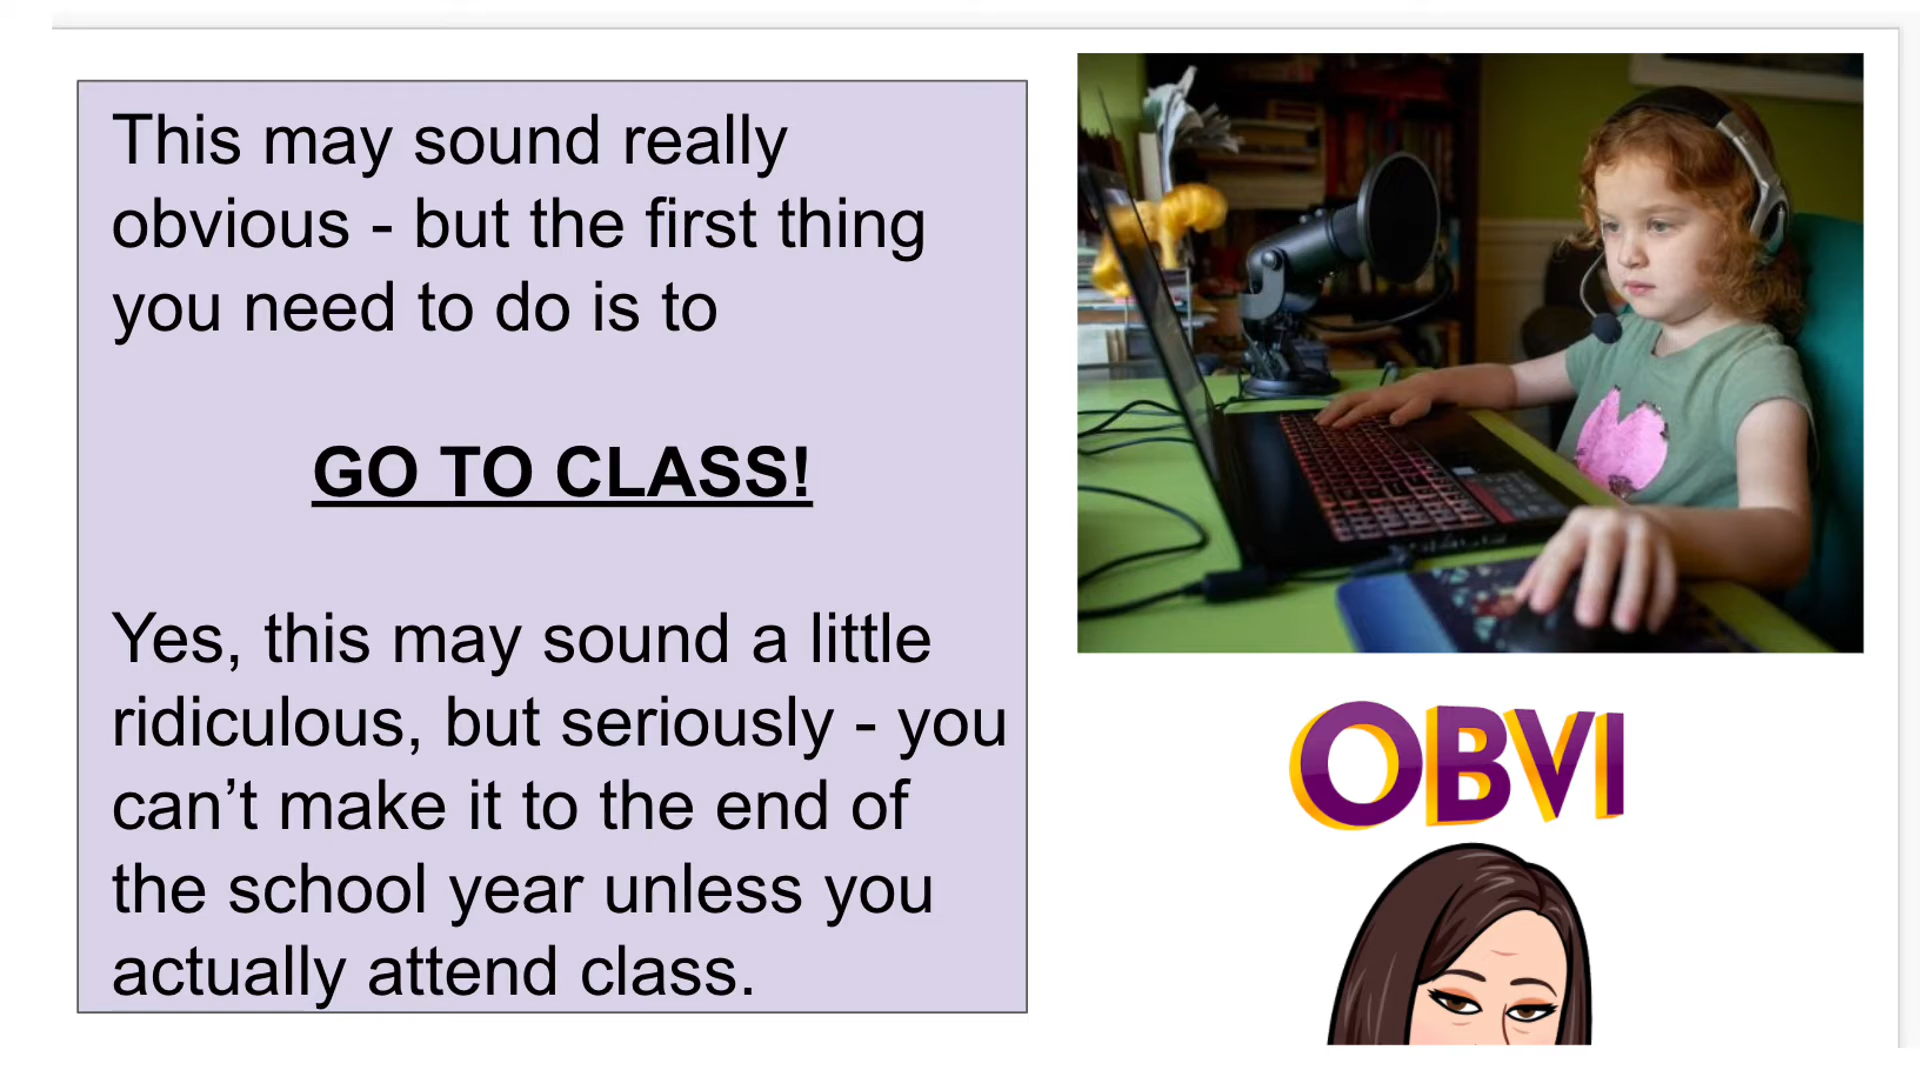 This may sound really
obvious - but the first thing
you need to do is to
GO TO CLASS!
Yes, this may sound a little
ridiculous, but seriously - you
can’t make it to the end of
the school year unless you
actually attend class.
OBVI